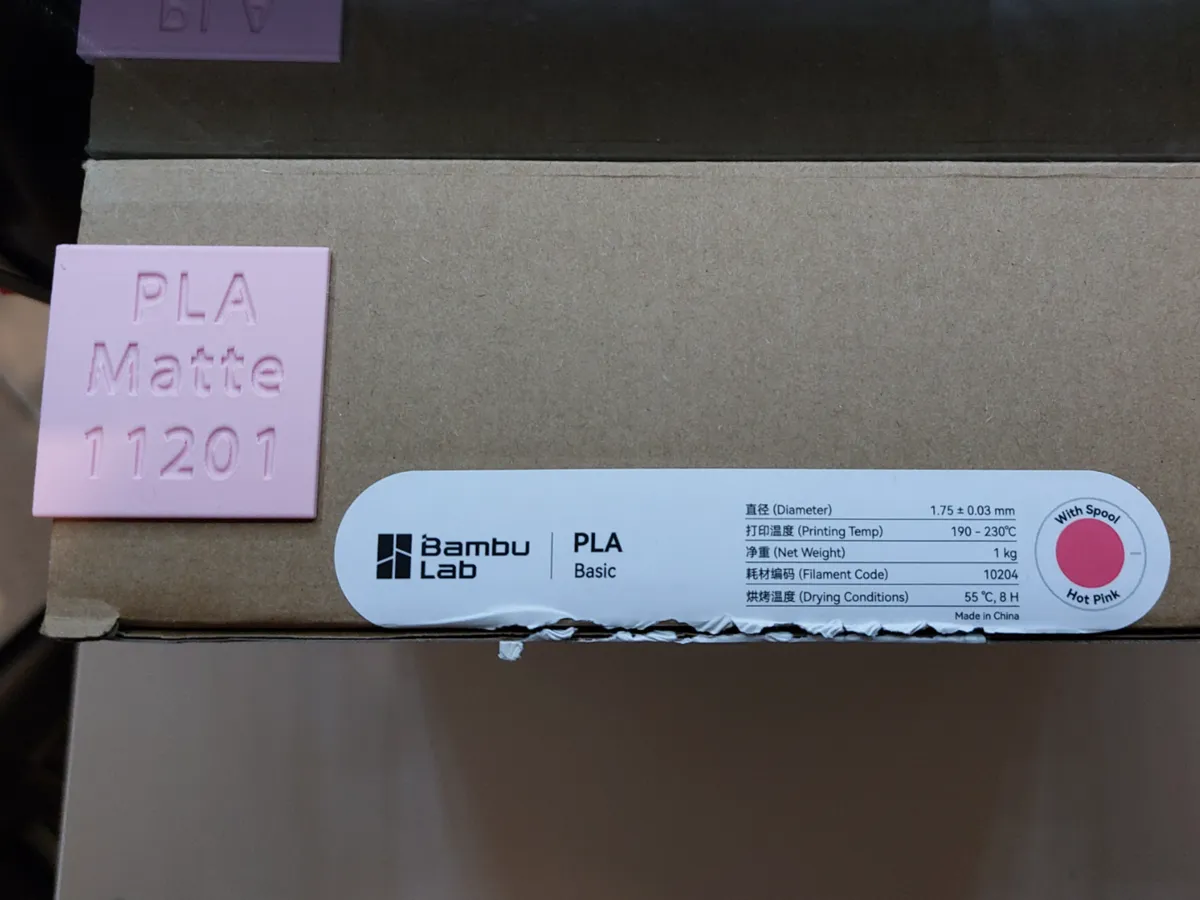 PLA
PLA
Matte
11201
Bambu
Lab
PLA
Basic
直径 (Diameter) 1.75 ± 0.03 mm
打印温度 (Printing Temp) 190 - 230℃
净重 (Net Weight) 1 kg
耗材编码 (Filament Code) 10204
烘烤温度 (Drying Conditions) 55 ℃, 8 H
Made in China
With Spool
Hot Pink